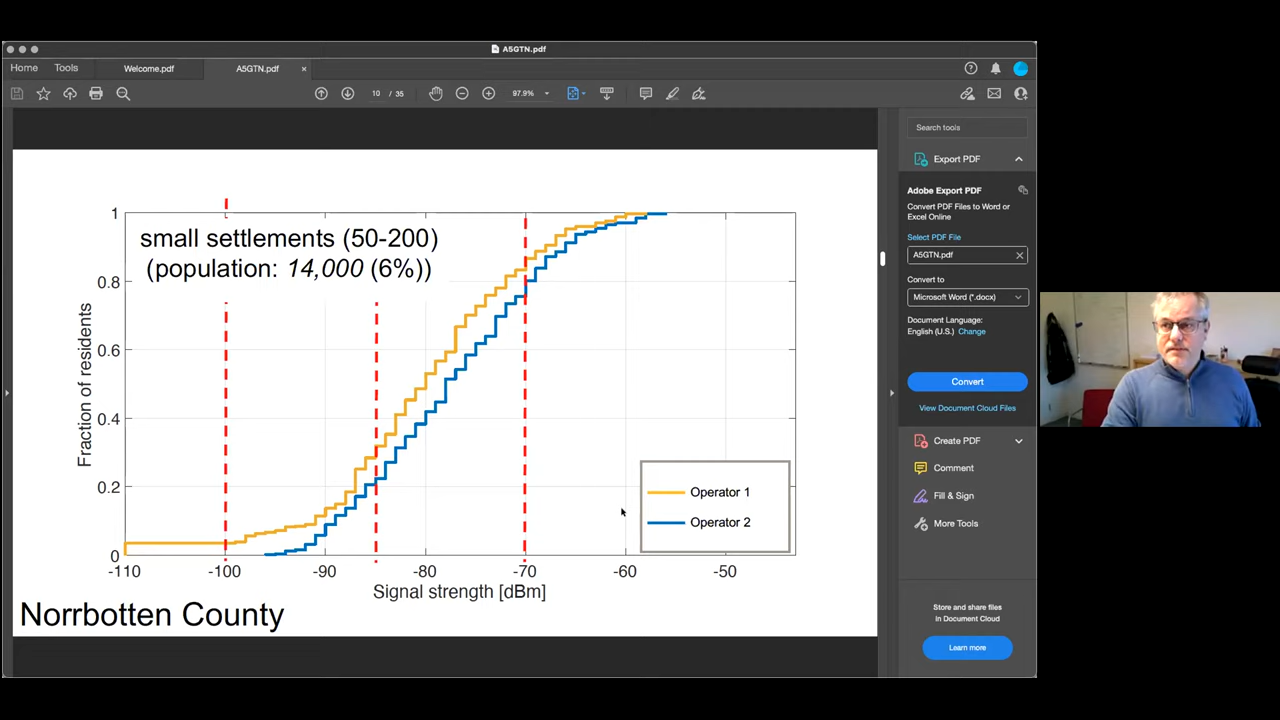 A5GTN.pdf
Home
Tools
Welcome.pdf
A5GTN.pdf
×
10 / 35
97.9%
Search tools
Export PDF
Adobe Export PDF
Convert PDF Files to Word or
Excel Online
Select PDF File
A5GTN.pdf
Convert to
Microsoft Word (*.docx)
Document Language:
English (U.S.) Change
Convert
View Document Cloud Files
Create PDF
Comment
Fill & Sign
More Tools
Store and share files
in Document Cloud
Learn more
small settlements (50-200)
(population: 14,000 (6%))
Fraction of residents
1
0.8
0.6
0.4
0.2
0
-110
-100
-90
-80
-70
-60
-50
Signal strength [dBm]
Operator 1
Operator 2
Norrbotten County